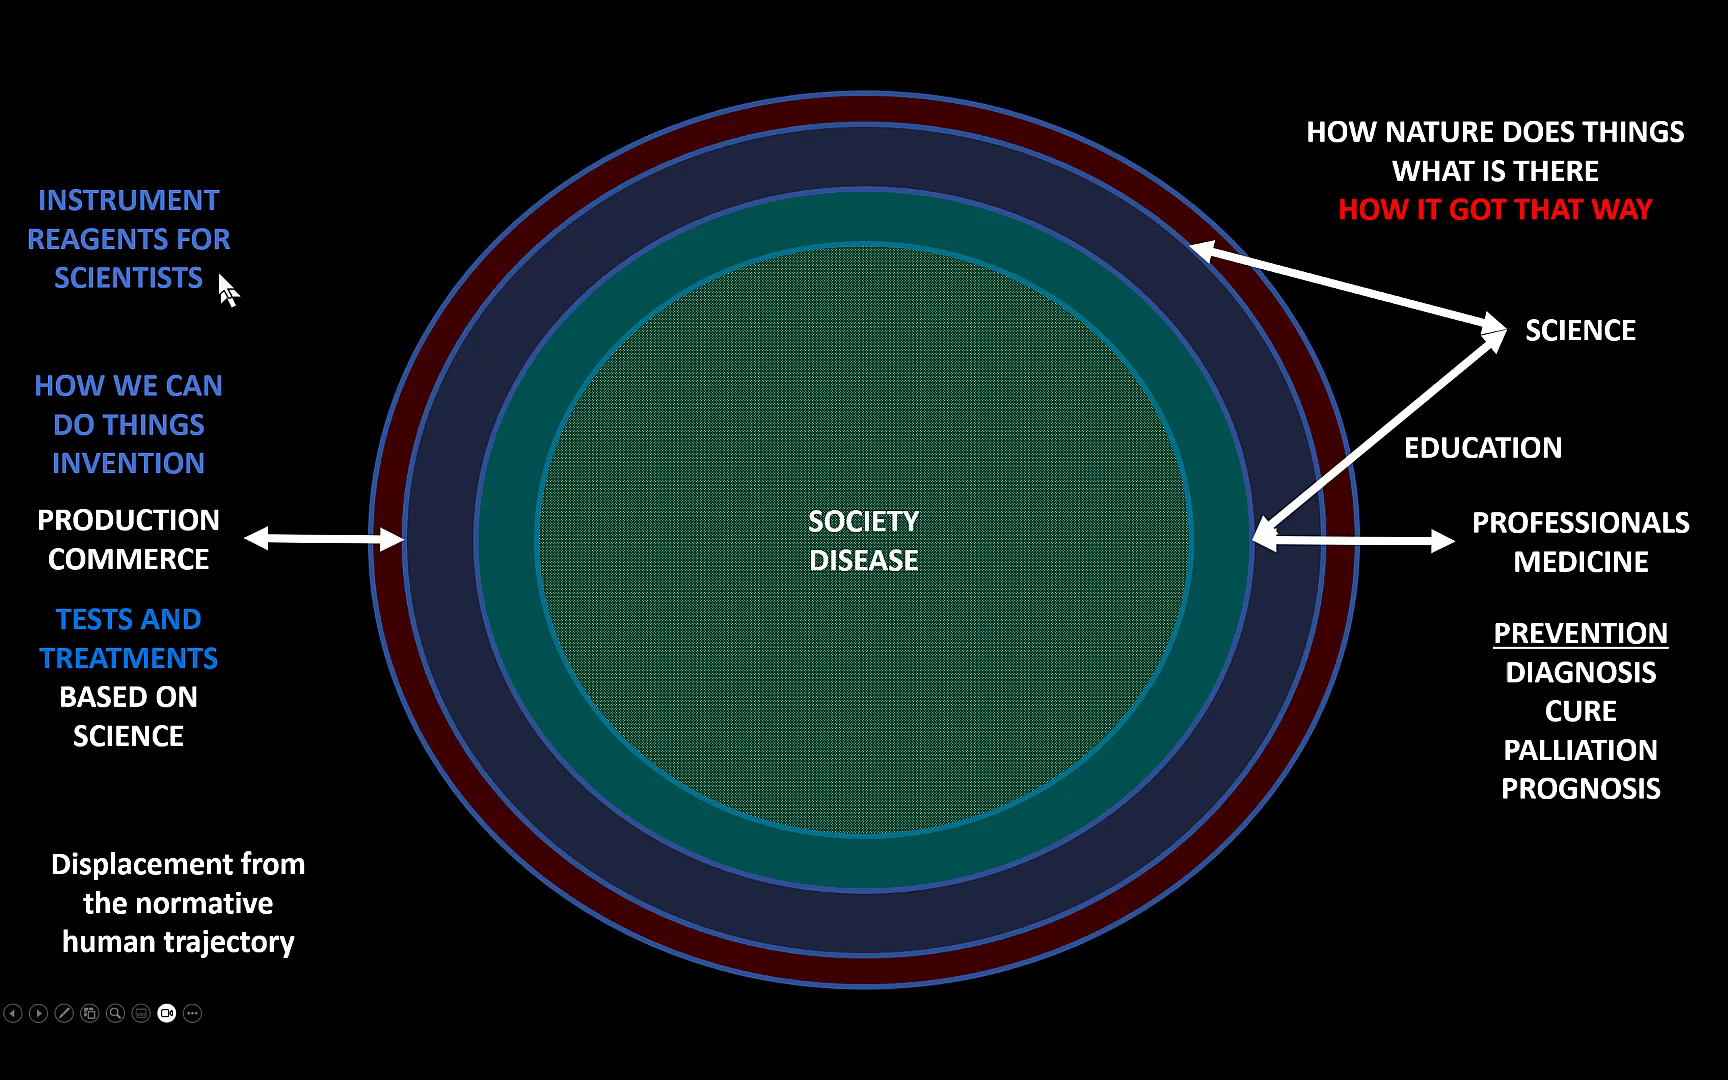 INSTRUMENT
REAGENTS FOR
SCIENTISTS
HOW WE CAN
DO THINGS
INVENTION
PRODUCTION
COMMERCE
TESTS AND
TREATMENTS
BASED ON
SCIENCE
Displacement from
the normative
human trajectory
SOCIETY
DISEASE
HOW NATURE DOES THINGS
WHAT IS THERE
HOW IT GOT THAT WAY
SCIENCE
EDUCATION
PROFESSIONALS
MEDICINE
PREVENTION
DIAGNOSIS
CURE
PALLIATION
PROGNOSIS